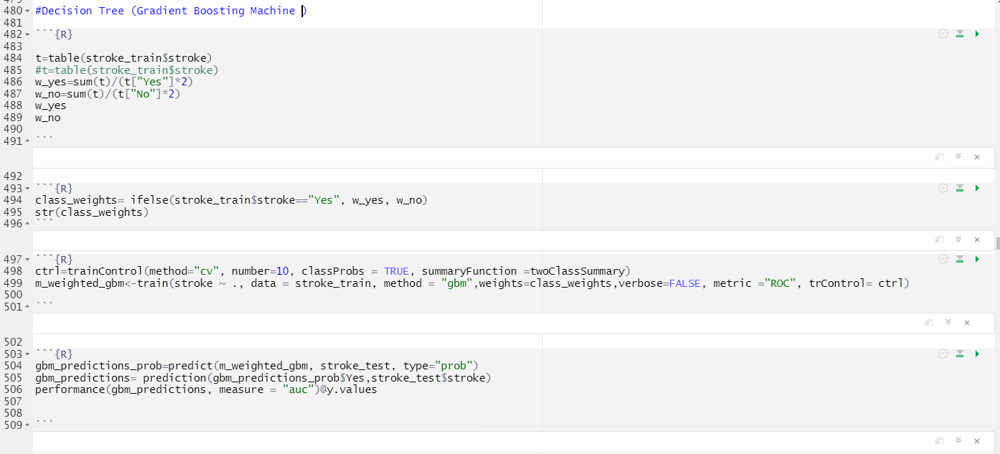 480 #Decision Tree (Gradient Boosting Machine )
481
482 ```{R}
483
484 t=table(stroke_train$stroke)
485 #t=table(stroke_train$stroke)
486 w_yes=sum(t)/(t["Yes"]*2)
487 w_no=sum(t)/(t["No"]*2)
488 w_yes
489 w_no
490
491 ```
492
493 ```{R}
494 class_weights= ifelse(stroke_train$stroke=="Yes", w_yes, w_no)
495 str(class_weights)
496 ```
497 ```{R}
498 ctrl=trainControl(method="cv", number=10, classProbs = TRUE, summaryFunction =twoClassSummary)
499 m_weighted_gbm<-train(stroke ~ ., data = stroke_train, method = "gbm",weights=class_weights,verbose=FALSE, metric ="ROC", trControl= ctrl)
500
501 ```
502
503 ```{R}
504 gbm_predictions_prob=predict(m_weighted_gbm, stroke_test, type="prob")
505 gbm_predictions= prediction(gbm_predictions_prob$Yes,stroke_test$stroke)
506 performance(gbm_predictions, measure = "auc")@y.values
507
508
509 ```